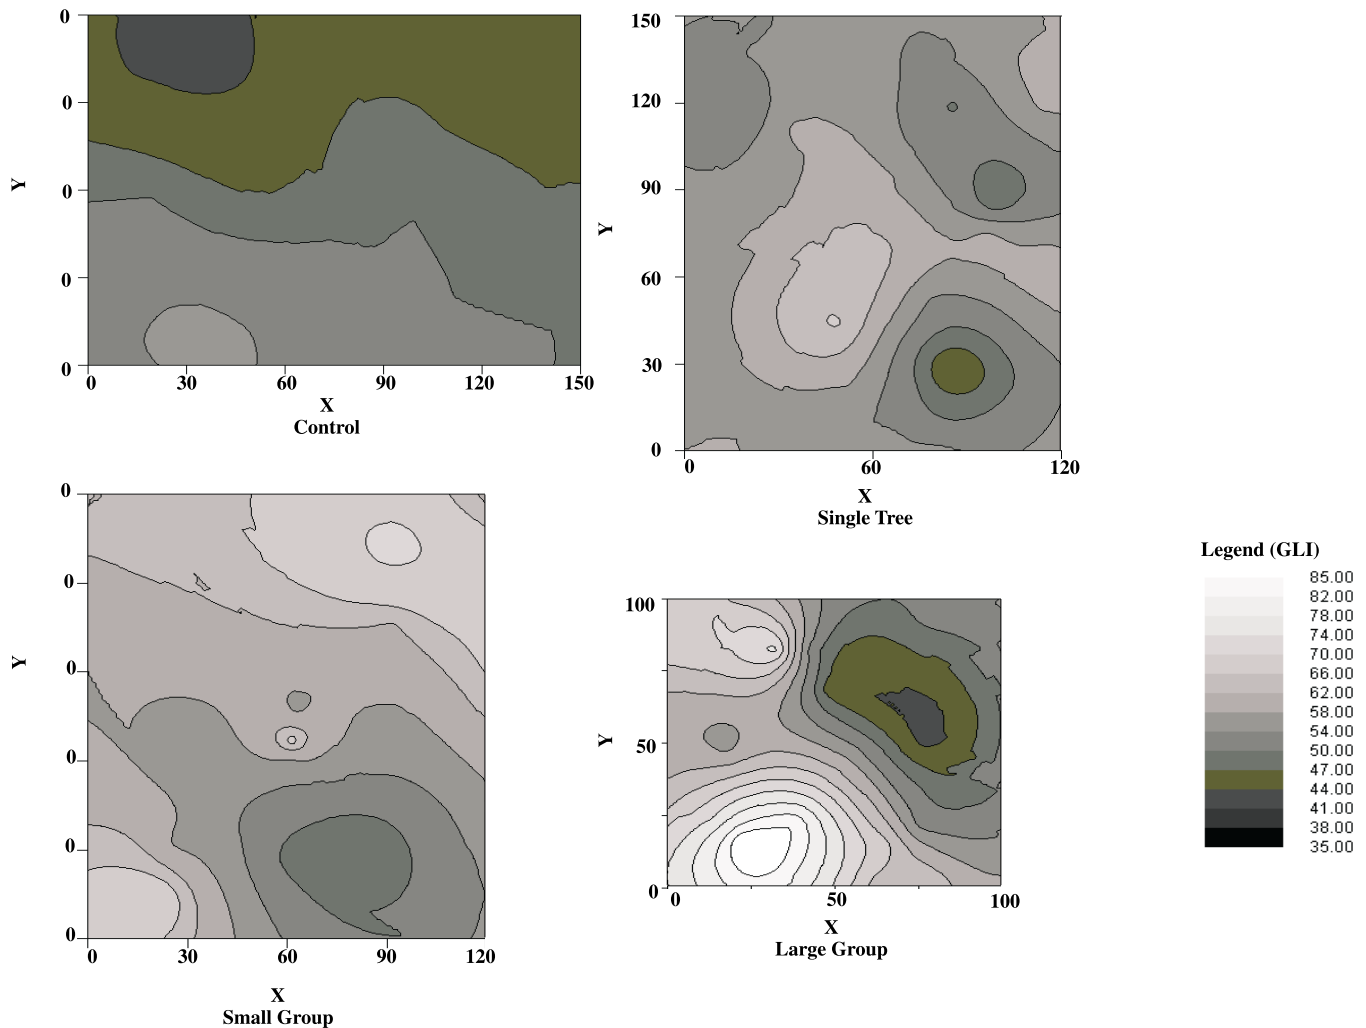 0
0
Y
0
0
0
0 30 60 90 120 150
X
Control
150
120
90
Y
60
30
0
0 60 120
X
Single Tree
0
0
Y
0
0
0
0
0 30 60 90 120
X
Small Group
100
Y
50
0
0 50 100
X
Large Group
Legend (GLI)
85.00
82.00
78.00
74.00
70.00
66.00
62.00
58.00
54.00
50.00
47.00
44.00
41.00
38.00
35.00